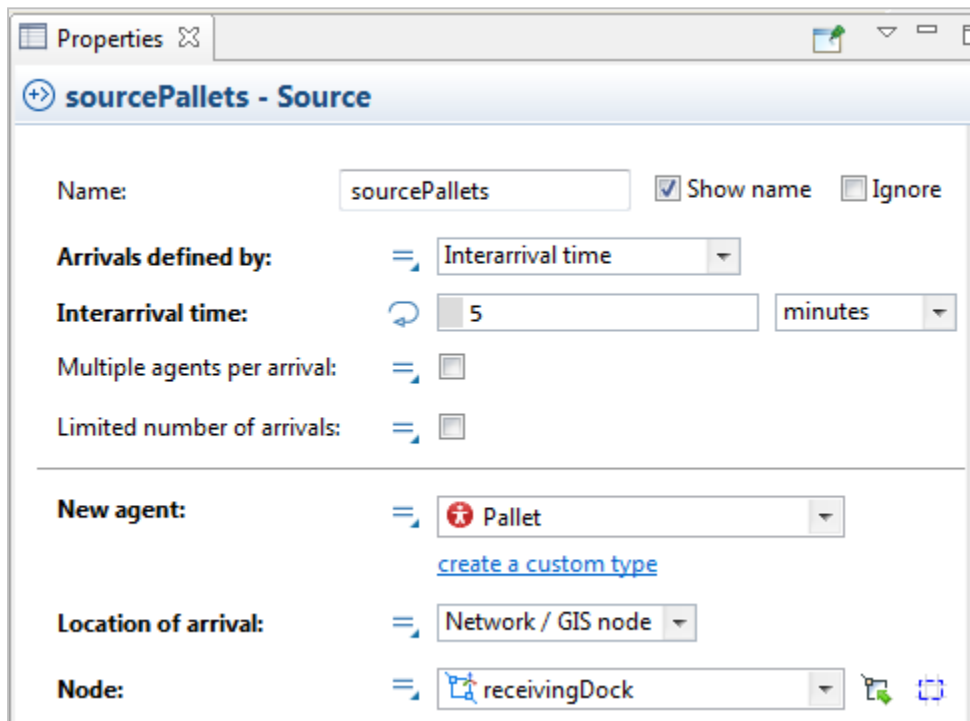 Properties
sourcePallets - Source
Name: sourcePallets Show name Ignore
Arrivals defined by: Interarrival time
Interarrival time: 5 minutes
Multiple agents per arrival:
Limited number of arrivals:
New agent: Pallet
create a custom type
Location of arrival: Network / GIS node
Node: receivingDock